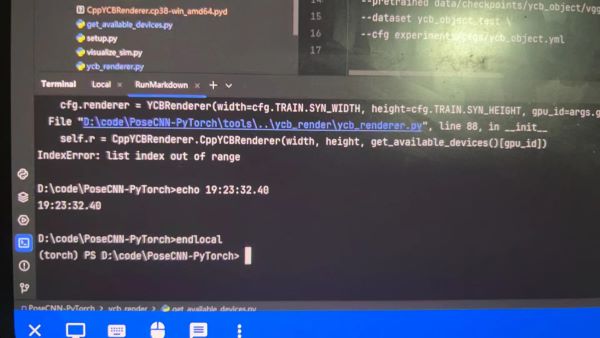 CppYCBRenderer.cp38-win_amd64.pyd
get_available_devices.py
setup.py
visualize_sim.py
ycb_renderer.py
14
15
16
17
--pretrained data/checkpoints/ycb_object/vgg
--dataset ycb_object_test \
--cfg experiments/cfgs/ycb_object.yml
Terminal Local × RunMarkdown × +
cfg.renderer = YCBRenderer(width=cfg.TRAIN.SYN_WIDTH, height=cfg.TRAIN.SYN_HEIGHT, gpu_id=args.g
File "D:\code\PoseCNN-PyTorch\tools\..\ycb_render\ycb_renderer.py", line 88, in __init__
self.r = CppYCBRenderer.CppYCBRenderer(width, height, get_available_devices()[gpu_id])
IndexError: list index out of range
D:\code\PoseCNN-PyTorch>echo 19:23:32.40
19:23:32.40
D:\code\PoseCNN-PyTorch>endlocal
(torch) PS D:\code\PoseCNN-PyTorch>
PoseCNN-PyTorch > ycb_render > get_available_devices.py